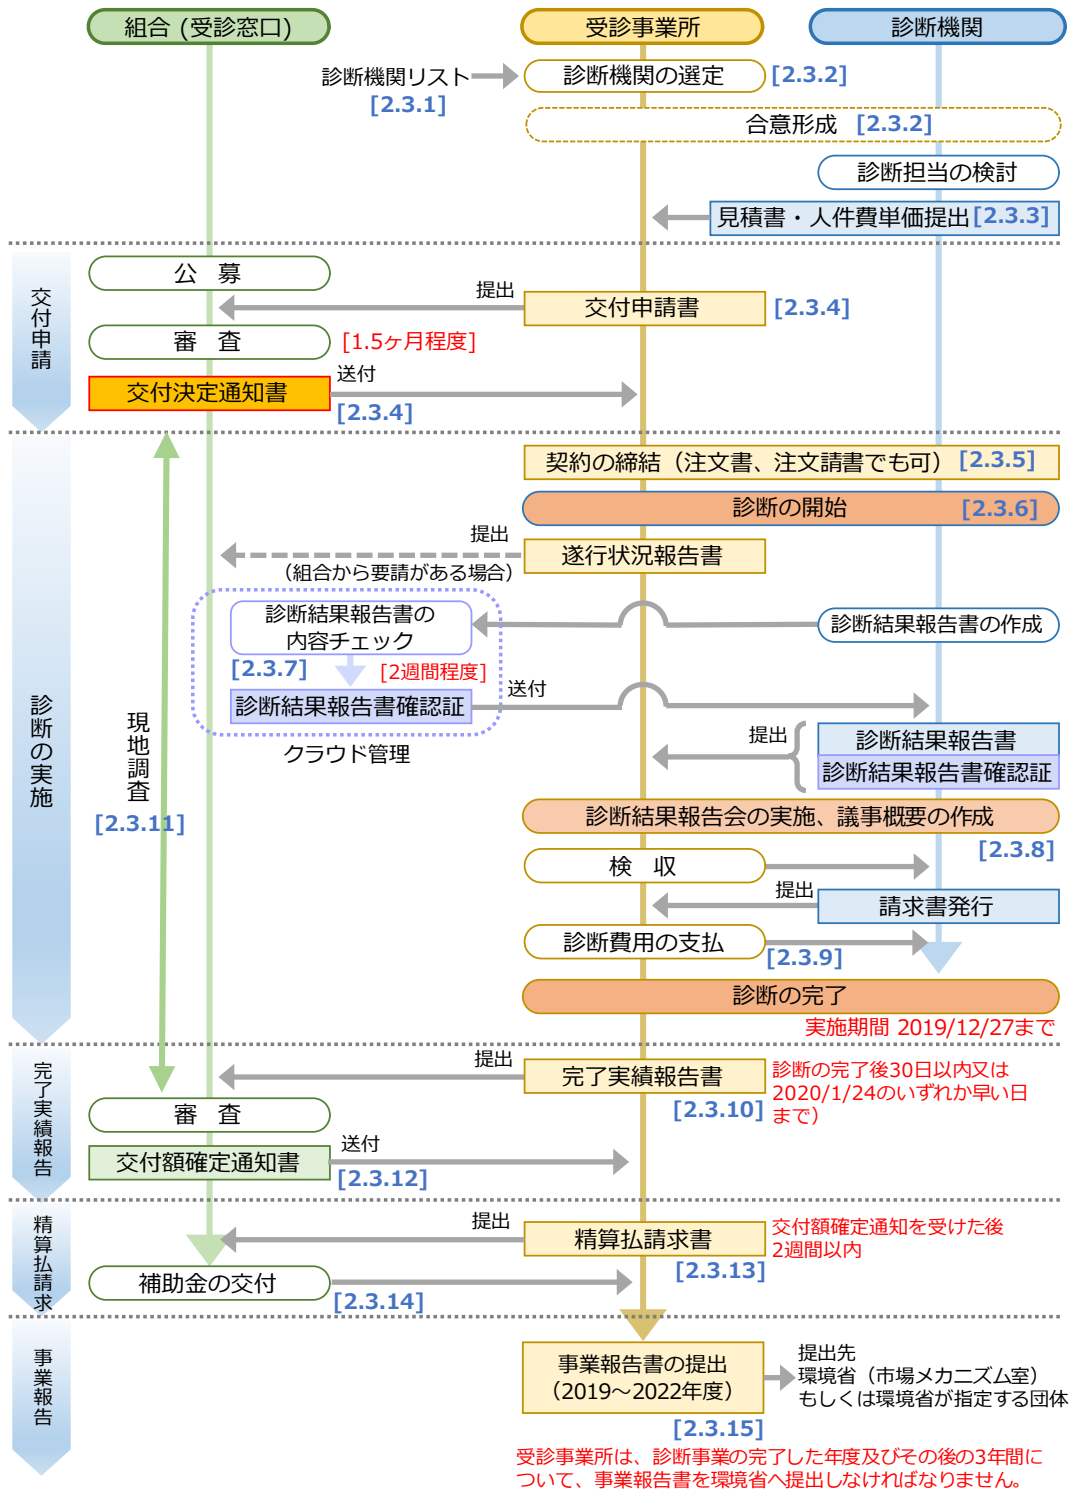 組合 (受診窓口)
受診事業所
診断機関
診断機関リスト
[2.3.1]
診断機関の選定
[2.3.2]
合意形成 [2.3.2]
診断担当の検討
見積書・人件費単価提出[2.3.3]
交付申請
公 募
提出
交付申請書
[2.3.4]
審 査
[1.5ヶ月程度]
交付決定通知書
送付
[2.3.4]
診断の実施
現地調査
[2.3.11]
契約の締結（注文書、注文請書でも可） [2.3.5]
診断の開始
[2.3.6]
提出
遂行状況報告書
（組合から要請がある場合）
診断結果報告書の
内容チェック
診断結果報告書の作成
[2.3.7]
[2週間程度]
診断結果報告書確認証
送付
クラウド管理
提出
診断結果報告書
診断結果報告書確認証
診断結果報告会の実施、議事概要の作成
[2.3.8]
検 収
提出
請求書発行
診断費用の支払
[2.3.9]
診断の完了
実施期間 2019/12/27まで
完了実績報告
提出
完了実績報告書
[2.3.10]
診断の完了後30日以内又は
2020/1/24のいずれか早い日
まで）
審 査
交付額確定通知書
送付
[2.3.12]
精算払請求
提出
精算払請求書
[2.3.13]
交付額確定通知を受けた後
2週間以内
補助金の交付
[2.3.14]
事業報告
事業報告書の提出
（2019～2022年度）
[2.3.15]
提出先
環境省（市場メカニズム室）
もしくは環境省が指定する団体
受診事業所は、診断事業の完了した年度及びその後の3年間に
ついて、事業報告書を環境省へ提出しなければなりません。